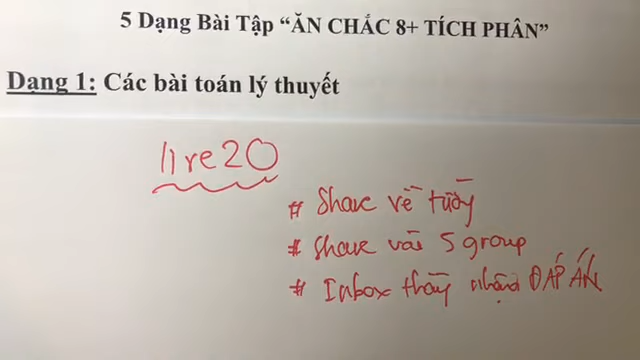 5 Dạng Bài Tập “ĂN CHẮC 8+ TÍCH PHÂN”
Dạng 1: Các bài toán lý thuyết
live20
# Share về tường
# Share vào 5 group
# Inbox thầy nhận ĐÁP ÁN